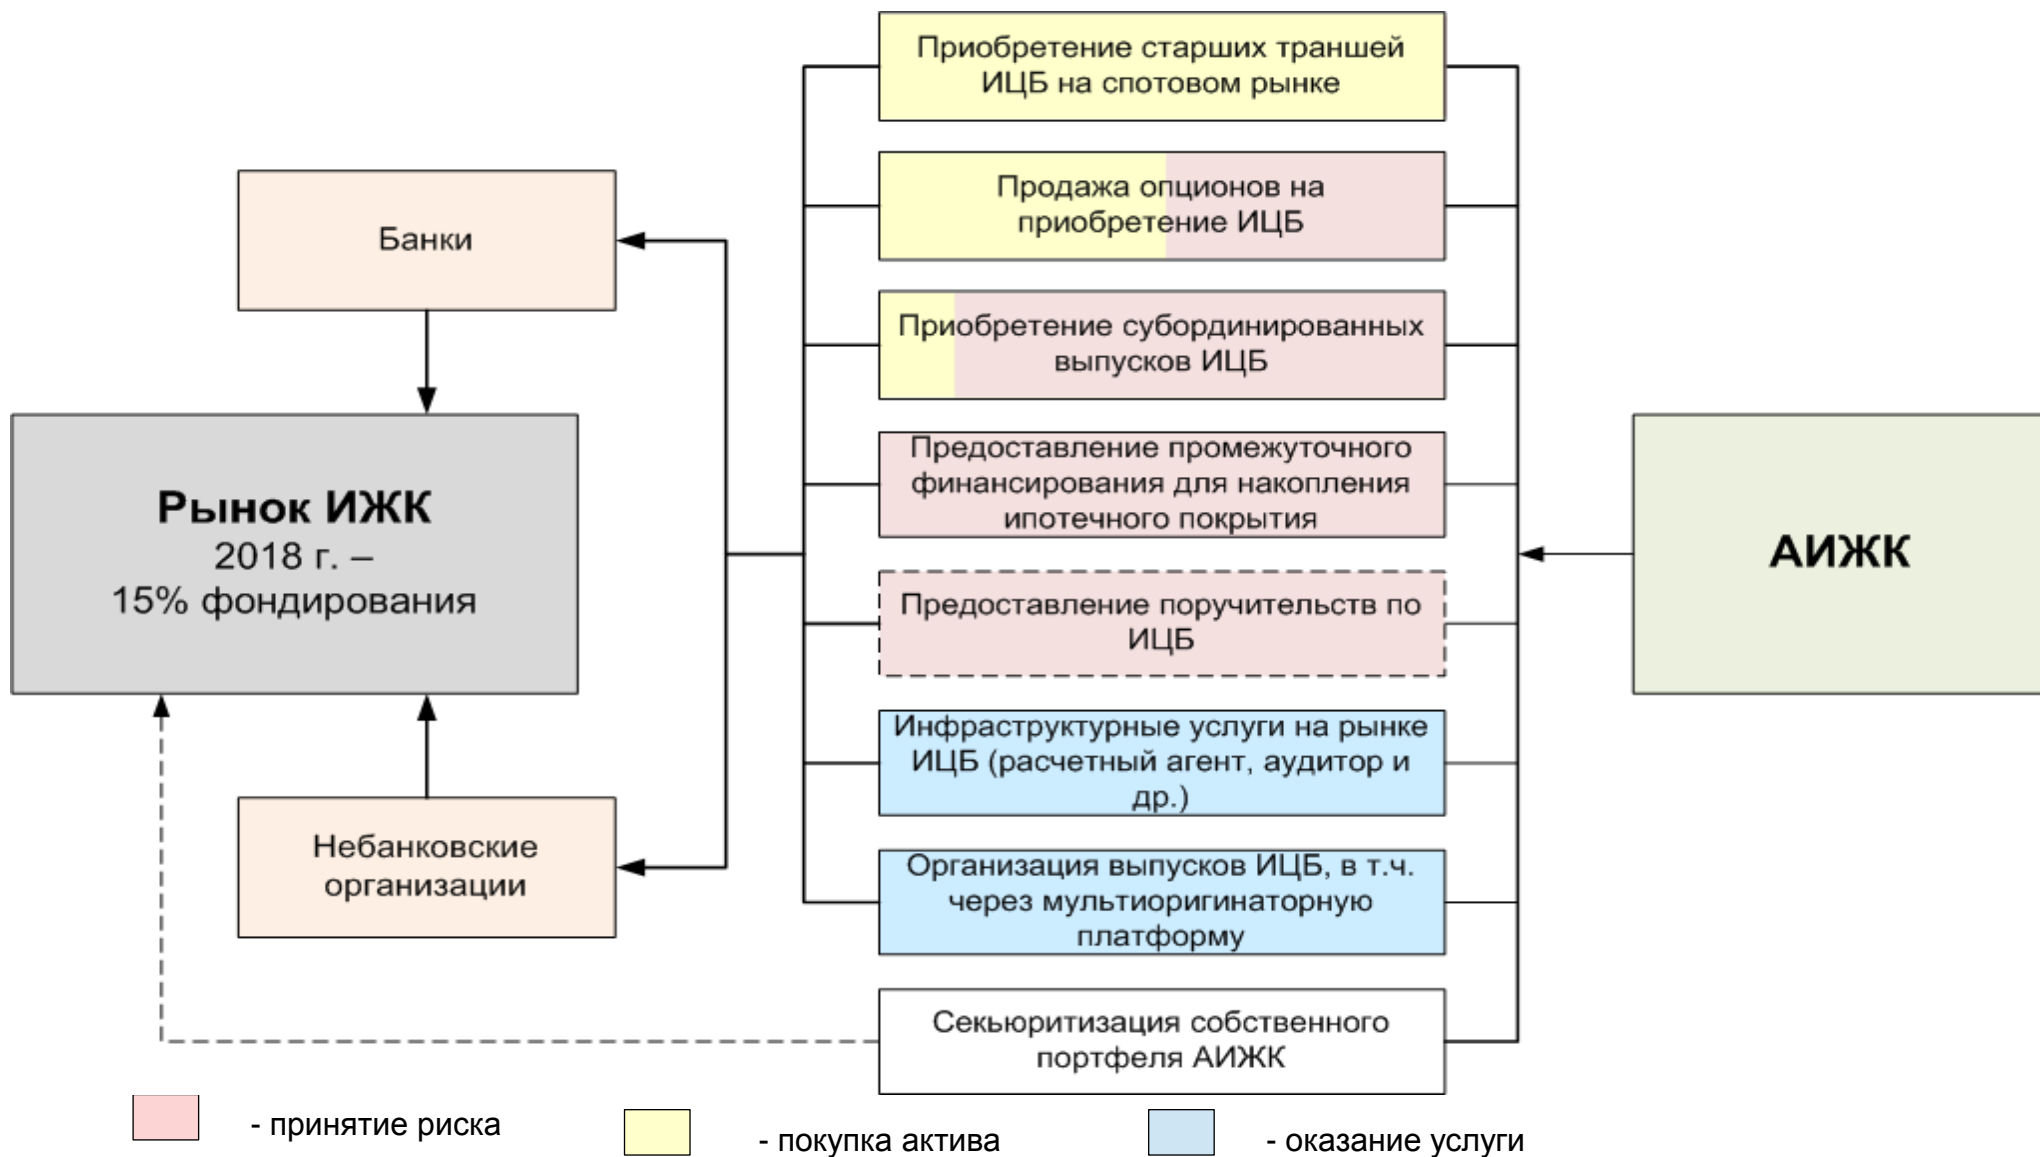 Приобретение старших траншей
ИЦБ на спотовом рынке
Продажа опционов на
приобретение ИЦБ
Банки
Приобретение субординированных
выпусков ИЦБ
Предоставление промежуточного
финансирования для накопления
ипотечного покрытия
Рынок ИЖК
2018 г. –
15% фондирования
АИЖК
Предоставление поручительств по
ИЦБ
Инфраструктурные услуги на рынке
ИЦБ (расчетный агент, аудитор и
др.)
Небанковские
организации
Организация выпусков ИЦБ, в т.ч.
через мультиоригинаторную
платформу
Секьюритизация собственного
портфеля АИЖК
- принятие риска
- покупка актива
- оказание услуги